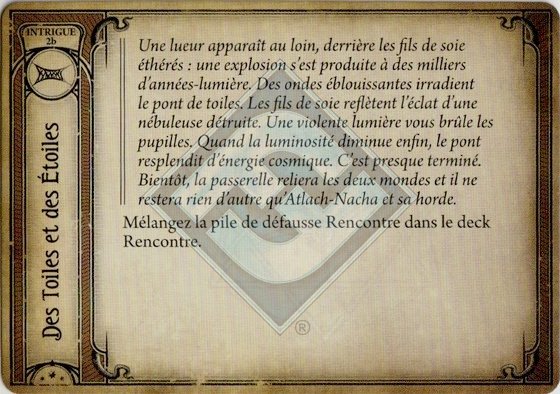 INTRIGUE
2b
Des Toiles et des Étoiles
Une lueur apparaît au loin, derrière les fils de soie
éthérés : une explosion s'est produite à des milliers
d'années-lumière. Des ondes éblouissantes irradient
le pont de toiles. Les fils de soie reflètent l'éclat d'une
nébuleuse détruite. Une violente lumière vous brûle les
pupilles. Quand la luminosité diminue enfin, le pont
resplendit d'énergie cosmique. C'est presque terminé.
Bientôt, la passerelle reliera les deux mondes et il ne
restera rien d'autre qu'Atlach-Nacha et sa horde.
Mélangez la pile de défausse Rencontre dans le deck
Rencontre.
®